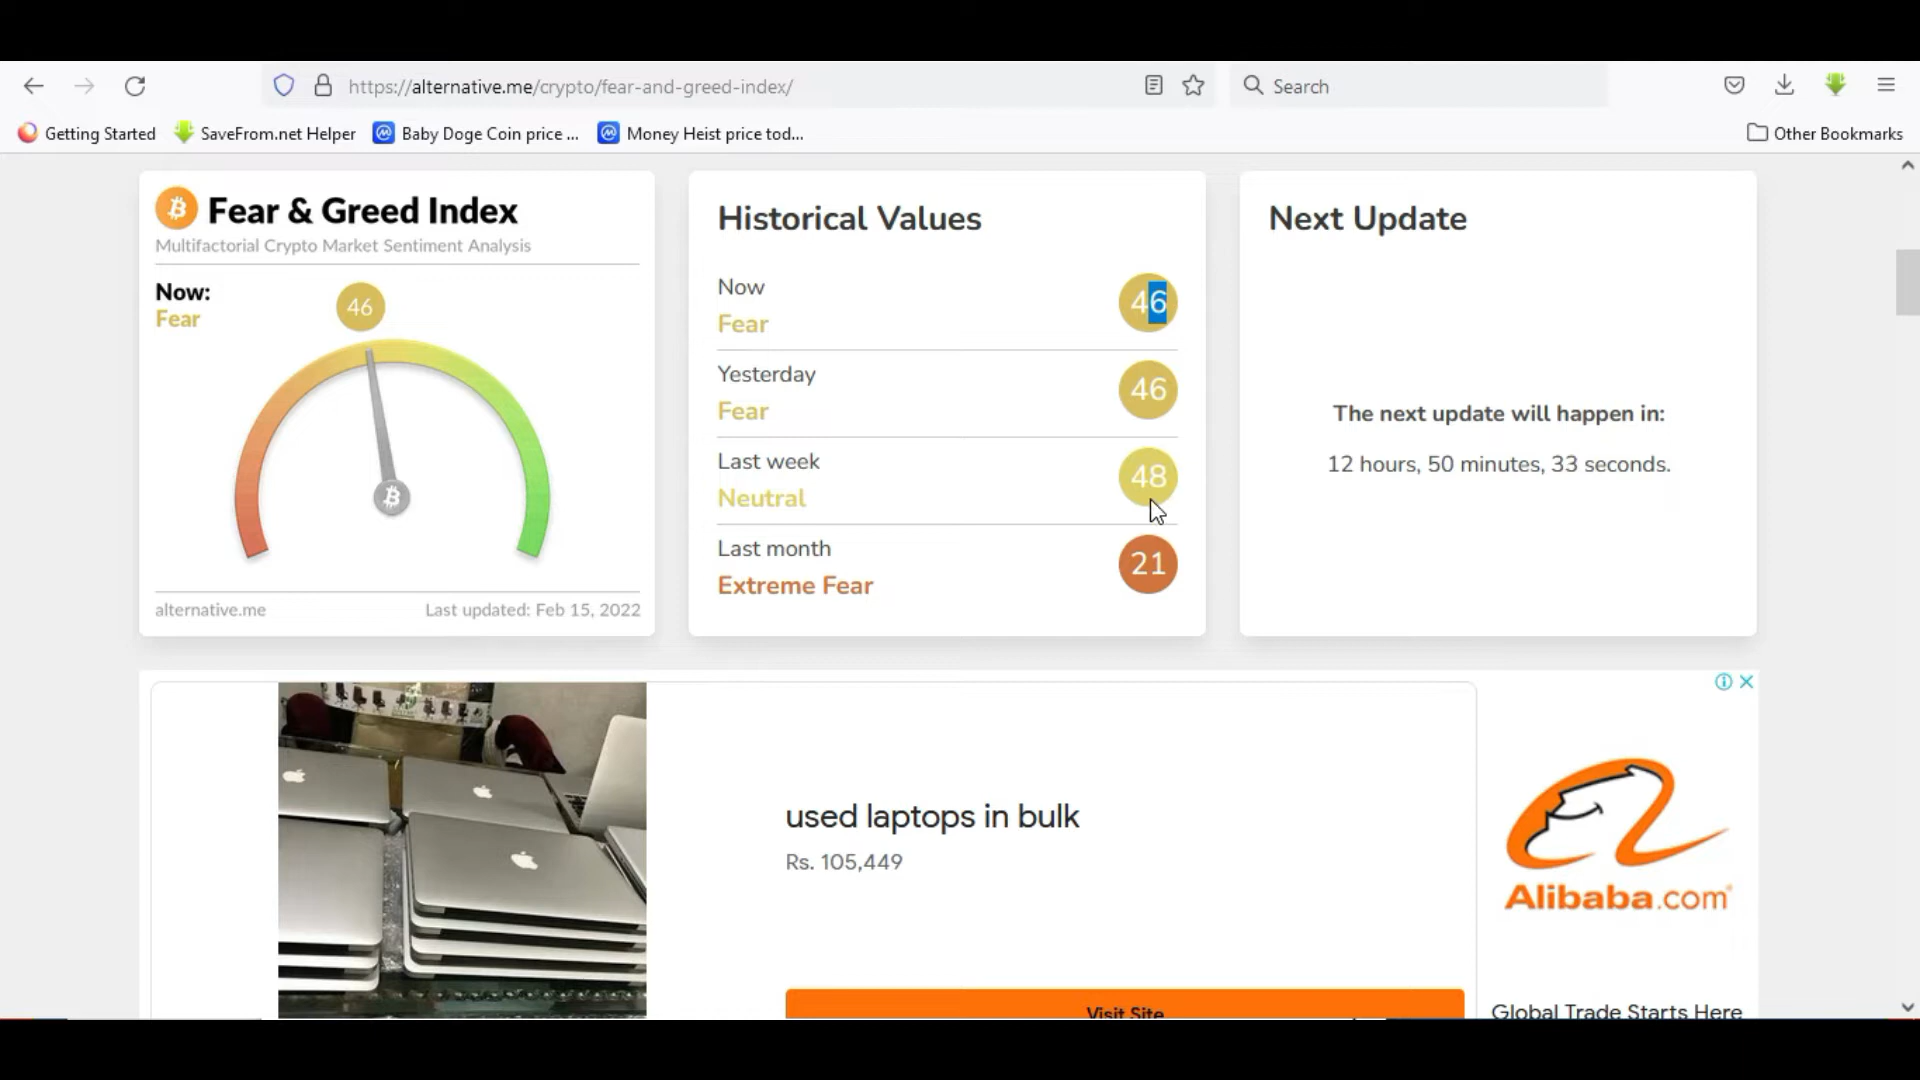 https://alternative.me/crypto/fear-and-greed-index/
Search
Getting Started
SaveFrom.net Helper
Baby Doge Coin price ...
Money Heist price tod...
Other Bookmarks
Fear & Greed Index
Multifactorial Crypto Market Sentiment Analysis
Now:
Fear
46
alternative.me
Last updated: Feb 15, 2022
Historical Values
Now
Fear
46
Yesterday
Fear
46
Last week
Neutral
48
Last month
Extreme Fear
21
Next Update
The next update will happen in:
12 hours, 50 minutes, 33 seconds.
used laptops in bulk
Rs. 105,449
Visit Site
Alibaba.com
Global Trade Starts Here